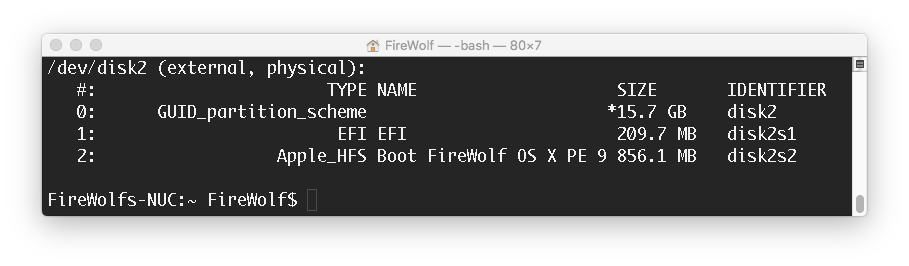 FireWolf — -bash — 80×7
/dev/disk2 (external, physical):
#: TYPE NAME SIZE IDENTIFIER
0: GUID_partition_scheme *15.7 GB disk2
1: EFI EFI 209.7 MB disk2s1
2: Apple_HFS Boot FireWolf OS X PE 9 856.1 MB disk2s2
FireWolfs-NUC:~ FireWolf$